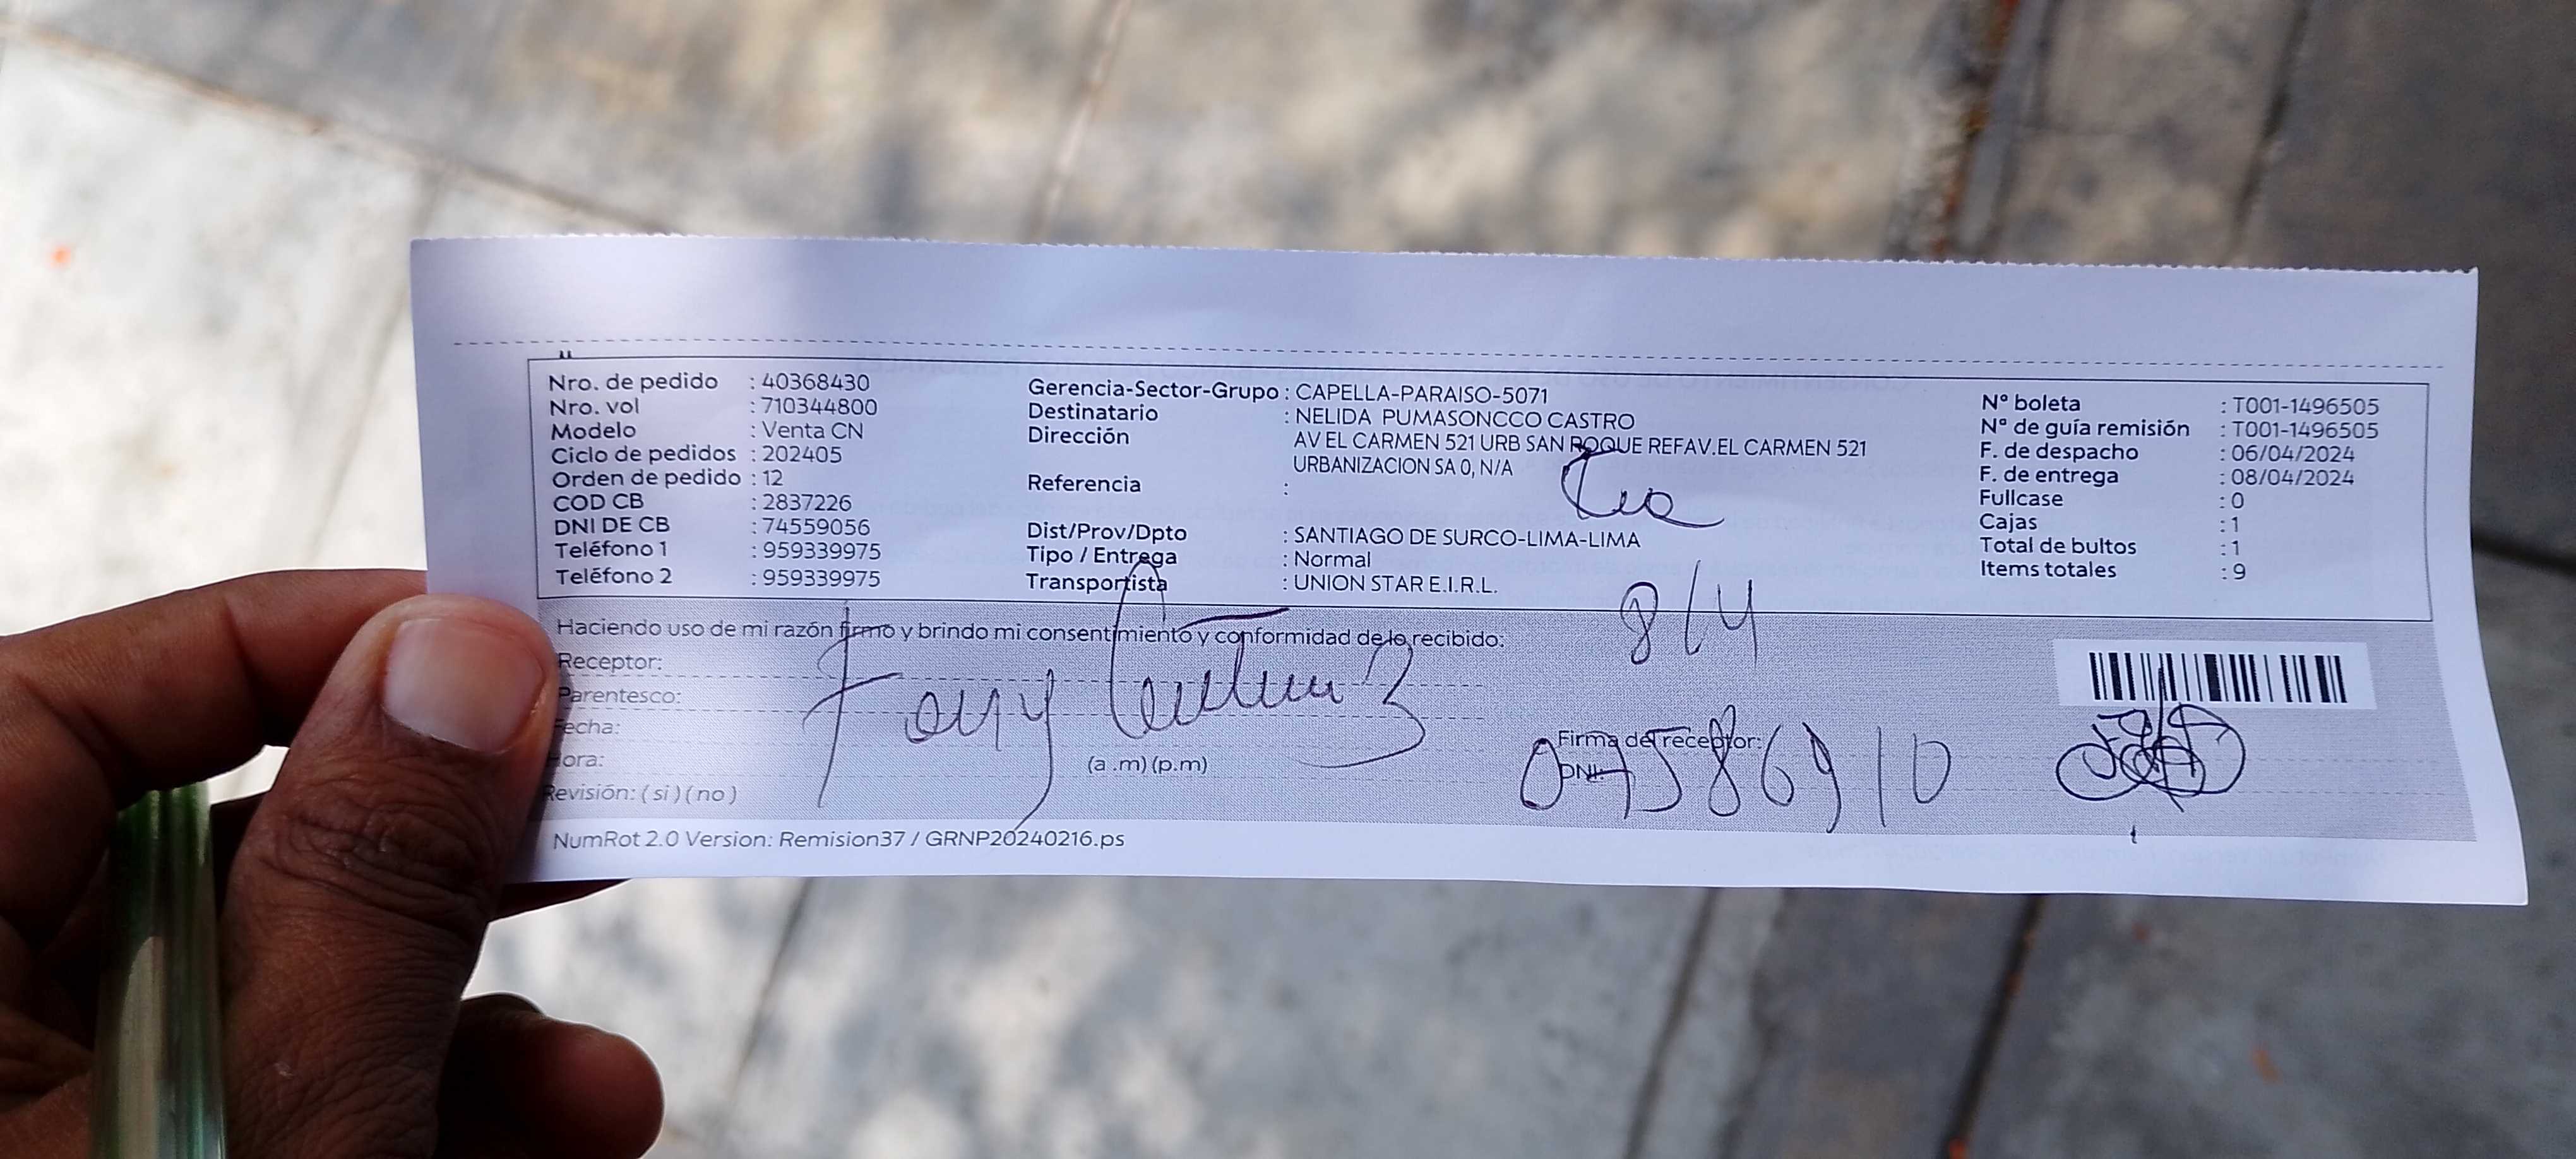 Nro. de pedido : 40368430
Nro. vol : 710344800
Modelo : Venta CN
Ciclo de pedidos : 202405
Orden de pedido : 12
COD CB : 2837226
DNI DE CB : 74559056
Teléfono 1 : 959339975
Teléfono 2 : 959339975
Gerencia-Sector-Grupo : CAPELLA-PARAISO-5071
Destinatario : NELIDA PUMASONCCO CASTRO
Dirección : AV EL CARMEN 521 URB SAN ROQUE REFAV.EL CARMEN 521
URBANIZACION SA 0, N/A
Referencia :
Dist/Prov/Dpto : SANTIAGO DE SURCO-LIMA-LIMA
Tipo / Entrega : Normal
Transportista : UNION STAR E.I.R.L.
N° boleta : T001-1496505
N° de guía remisión : T001-1496505
F. de despacho : 06/04/2024
F. de entrega : 08/04/2024
Fullcase : 0
Cajas : 1
Total de bultos : 1
Items totales : 9
8/4
Haciendo uso de mi razón firmo y brindo mi consentimiento y conformidad de lo recibido:
Receptor:
Parentesco:
Fecha:
Hora: (a .m) (p.m)
Revisión: ( si ) ( no )
Firma de receptor:
DNI:
07586910
NumRot 2.0 Version: Remision37 / GRNP20240216.ps